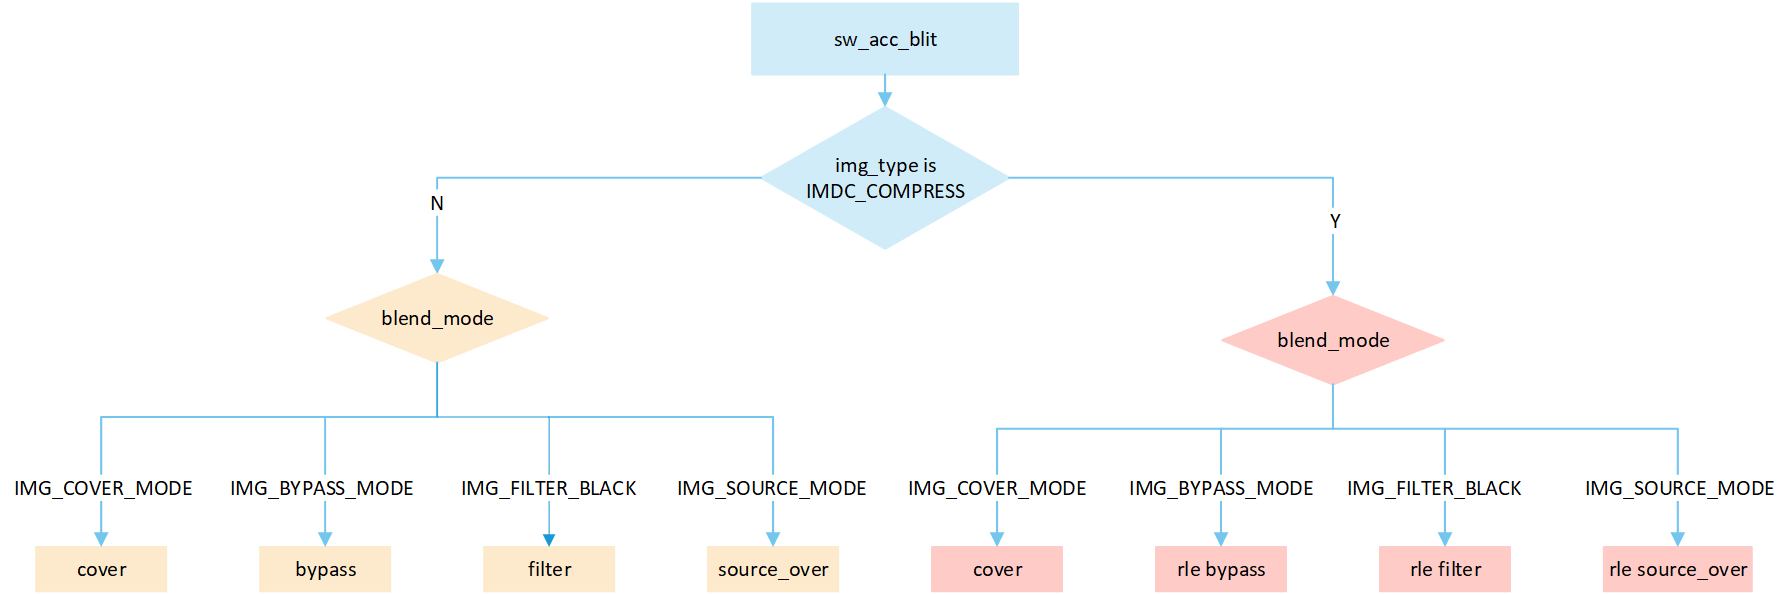 sw_acc_blit
img_type is
IMDC_COMPRESS
N
Y
blend_mode
blend_mode
IMG_COVER_MODE
IMG_BYPASS_MODE
IMG_FILTER_BLACK
IMG_SOURCE_MODE
IMG_COVER_MODE
IMG_BYPASS_MODE
IMG_FILTER_BLACK
IMG_SOURCE_MODE
cover
bypass
filter
source_over
cover
rle bypass
rle filter
rle source_over